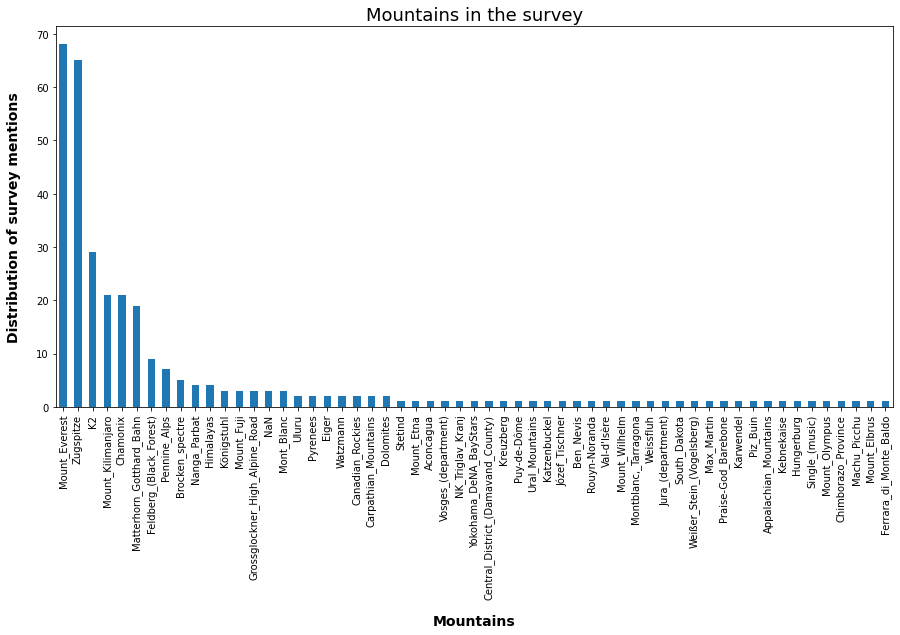 Mountains in the survey
Distribution of survey mentions
70
60
50
40
30
20
10
0
Mount_Everest
Zugspitze
K2
Mount_Kilimanjaro
Chamonix
Matterhorn_Gotthard_Bahn
Feldberg_(Black_Forest)
Pennine_Alps
Brocken_spectre
Nanga_Parbat
Himalayas
Königstuhl
Mount_Fuji
Grossglockner_High_Alpine_Road
NaN
Mont_Blanc
Uluru
Pyrenees
Eiger
Watzmann
Canadian_Rockies
Carpathian_Mountains
Dolomites
Stetind
Mount_Etna
Aconcagua
Vosges_(department)
NK_Triglav_Kranj
Yokohama_DeNA_BayStars
Central_District_(Damavand_County)
Kreuzberg
Puy-de-Dôme
Ural_Mountains
Katzenbuckel
Józef_Tischner
Ben_Nevis
Rouyn-Noranda
Val-d'Isère
Mount_Wilhelm
Montblanc,_Tarragona
Weissfluh
Jura_(department)
South_Dakota
Weißer_Stein_(Vogelsberg)
Max_Martin
Praise-God_Barebone
Karwendel
Piz_Buin
Appalachian_Mountains
Kebnekaise
Hungerburg
Single_(music)
Mount_Olympus
Chimborazo_Province
Machu_Picchu
Mount_Elbrus
Ferrara_di_Monte_Baldo
Mountains